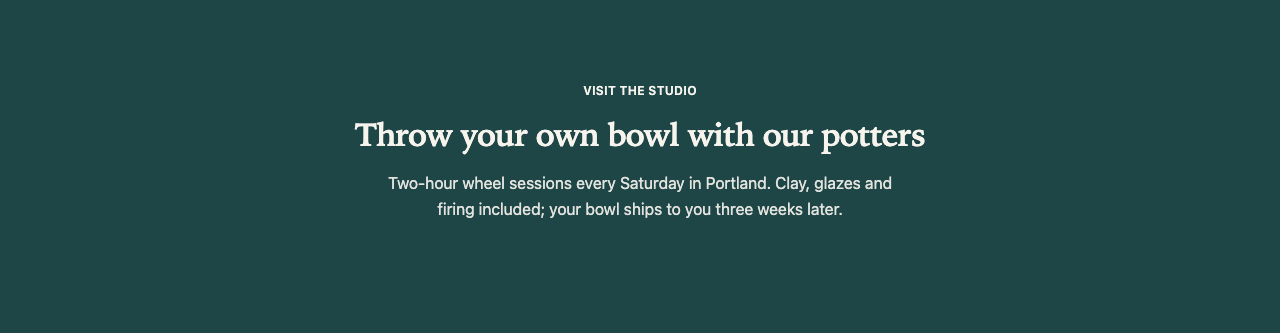 VISIT THE STUDIO
Throw your own bowl with our potters
Two-hour wheel sessions every Saturday in Portland. Clay, glazes and
firing included; your bowl ships to you three weeks later.